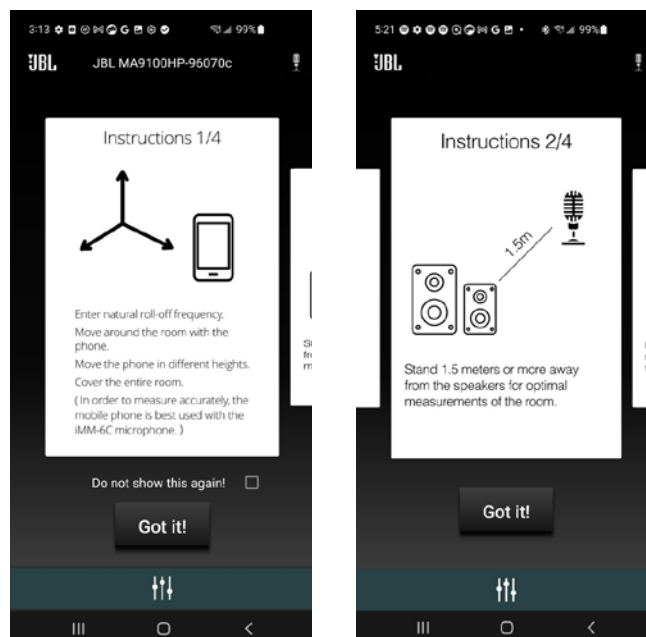 3:13 99%
JBL JBL MA9100HP-96070c
Instructions 1/4
Enter natural roll-off frequency.
Move around the room with the
phone.
Move the phone in different heights.
Cover the entire room.
(In order to measure accurately, the
mobile phone is best used with the
iMM-6C microphone. )
Do not show this again!
Got it!
5:21 99%
JBL
Instructions 2/4
1.5m
Stand 1.5 meters or more away
from the speakers for optimal
measurements of the room.
Got it!